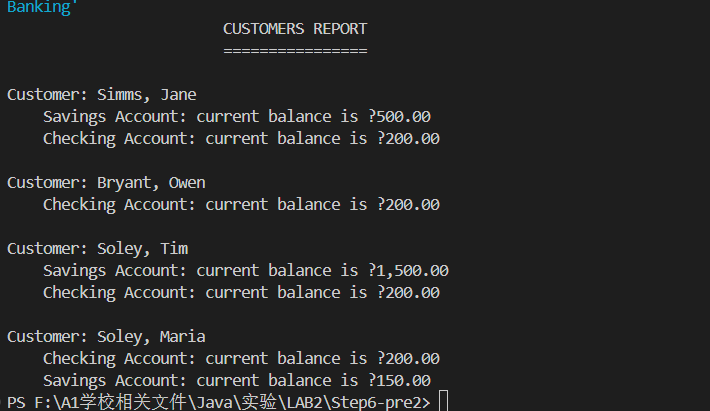 Banking'
CUSTOMERS REPORT
================
Customer: Simms, Jane
Savings Account: current balance is ?500.00
Checking Account: current balance is ?200.00
Customer: Bryant, Owen
Checking Account: current balance is ?200.00
Customer: Soley, Tim
Savings Account: current balance is ?1,500.00
Checking Account: current balance is ?200.00
Customer: Soley, Maria
Checking Account: current balance is ?200.00
Savings Account: current balance is ?150.00
PS F:\A1学校相关文件\Java\实验\LAB2\Step6-pre2>